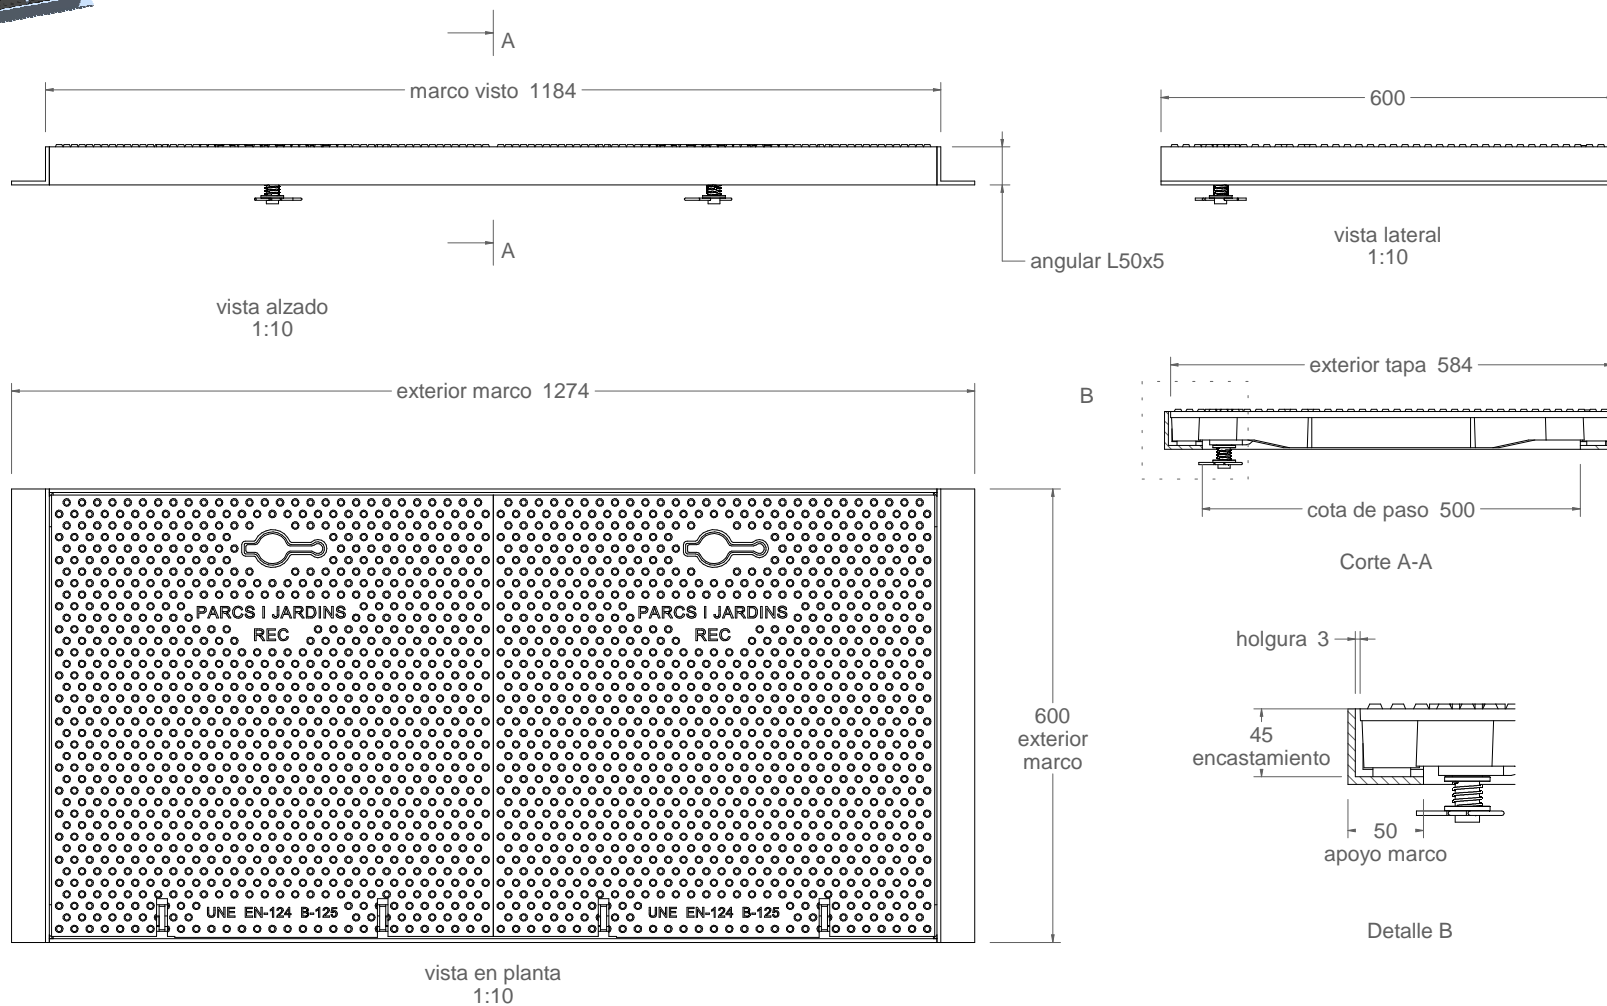 A
marco visto 1184
600
A
angular L50x5
vista lateral
1:10
vista alzado
1:10
exterior marco 1274
exterior tapa 584
B
cota de paso 500
Corte A-A
PARCS I JARDINS
REC
PARCS I JARDINS
REC
holgura 3
600
exterior
marco
45
encastamiento
50
apoyo marco
UNE EN-124 B-125
UNE EN-124 B-125
Detalle B
vista en planta
1:10